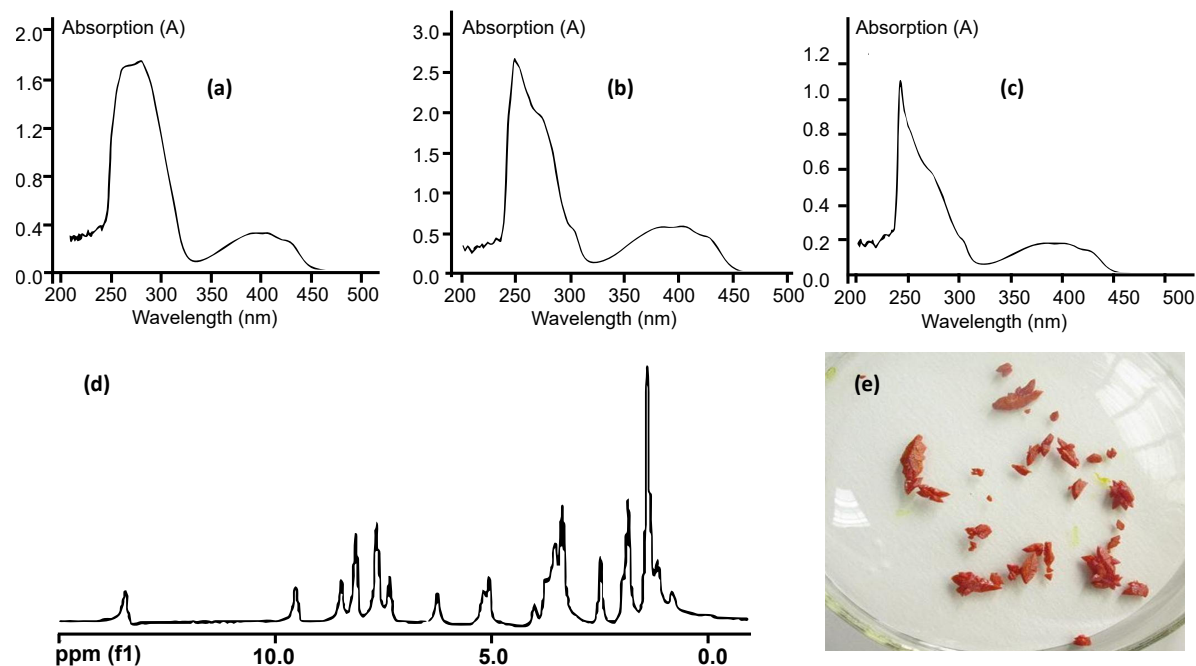 Absorption (A)
(a)
2.0
1.6
1.2
0.8
0.4
0.0
200 250 300 350 400 450 500
Wavelength (nm)
Absorption (A)
(b)
3.0
2.5
2.0
1.5
1.0
0.5
0.0
200 250 300 350 400 450 500
Wavelength (nm)
Absorption (A)
(c)
1.2
1.0
0.8
0.6
0.4
0.2
0.0
200 250 300 350 400 450 500
Wavelength (nm)
(d)
ppm (f1) 10.0 5.0 0.0
(e)